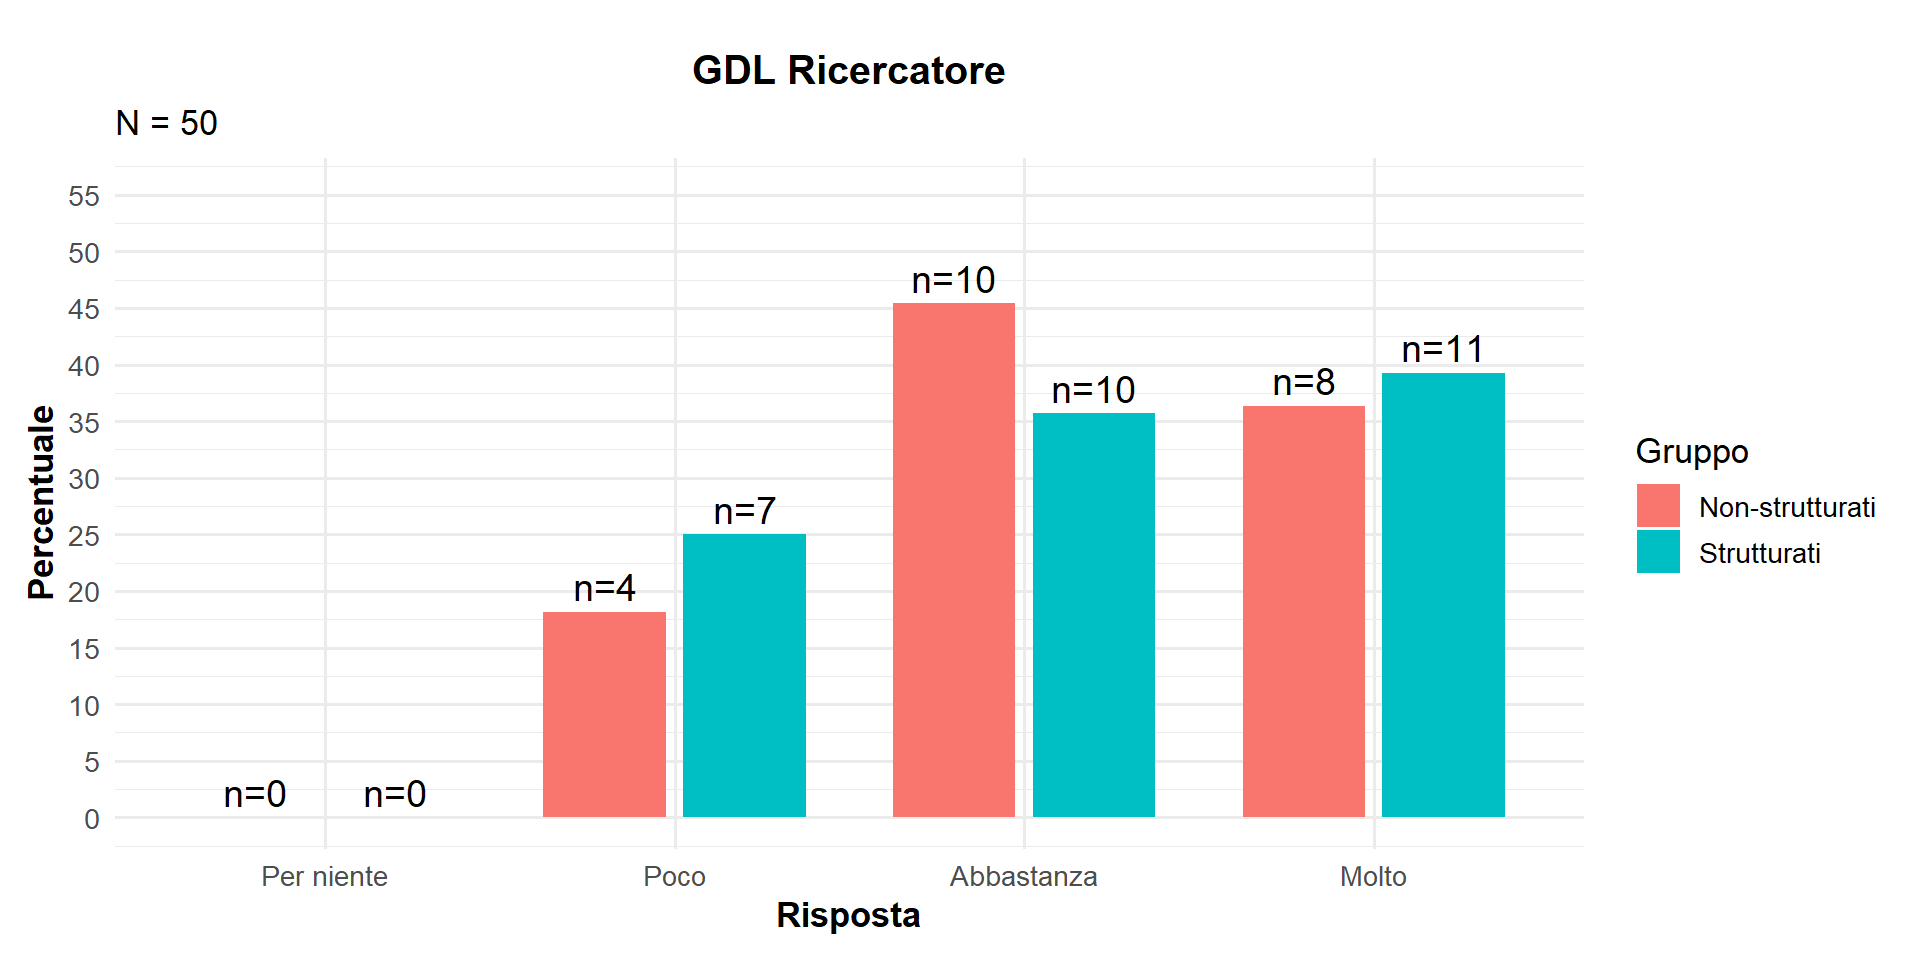 GDL Ricercatore
N = 50
Percentuale
55
50
45
40
35
30
25
20
15
10
5
0
n=0
n=0
n=4
n=7
n=10
n=10
n=8
n=11
Per niente
Poco
Abbastanza
Molto
Risposta
Gruppo
Non-strutturati
Strutturati